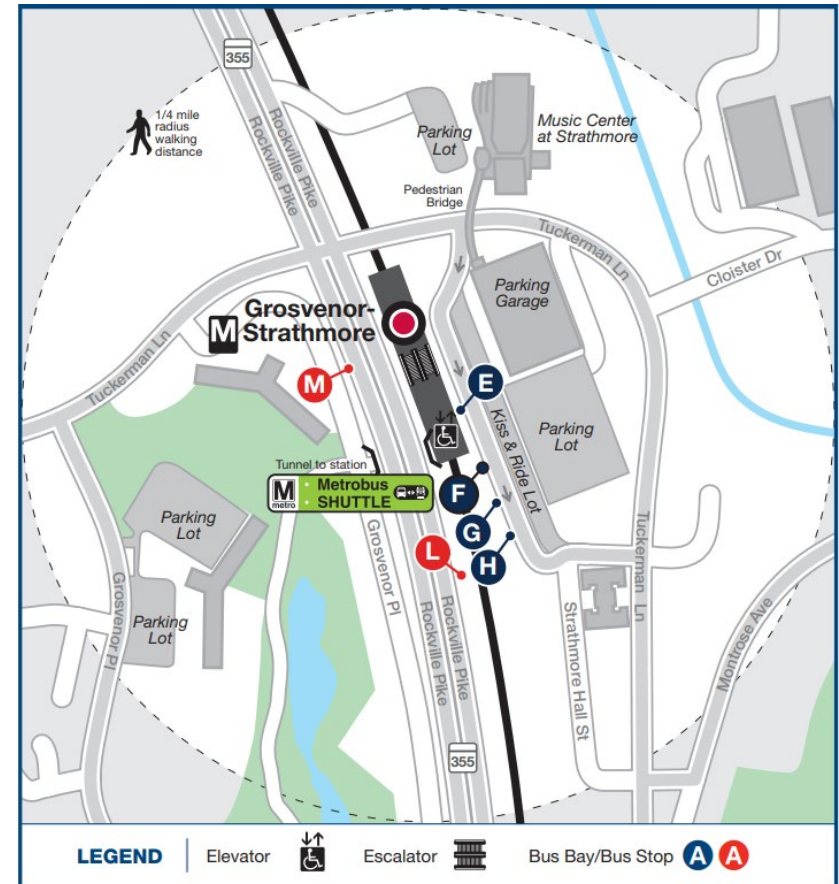 355
Rockville Pike
Rockville Pike
1/4 mile
radius
walking
distance
Parking
Lot
Music Center
at Strathmore
Pedestrian
Bridge
Tuckerman Ln
Cloister Dr
Parking
Garage
M
Grosvenor-
Strathmore
Tuckerman Ln
M
E
Kiss & Ride Lot
Parking
Lot
Tunnel to station
M
metro
Metrobus
SHUTTLE
F
G
H
L
Parking
Lot
Grosvenor Pl
Grosvenor Pl
Parking
Lot
Rockville Pike
Rockville Pike
Strathmore Hall St
Tuckerman Ln
Montrose Ave
355
LEGEND
Elevator
Escalator
Bus Bay/Bus Stop A A